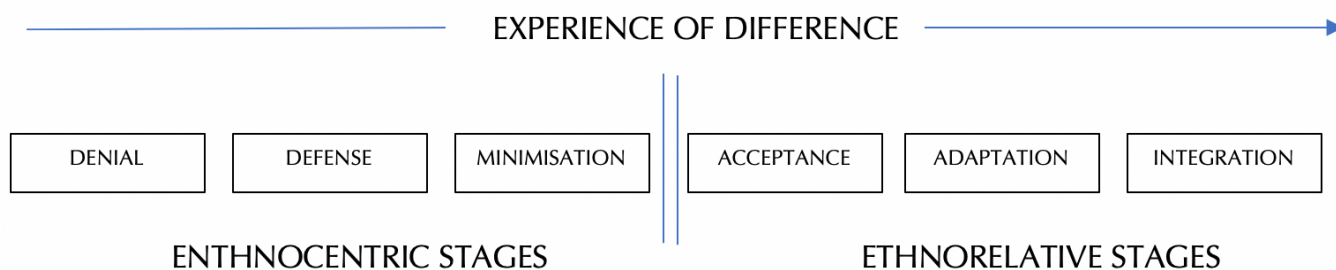 EXPERIENCE OF DIFFERENCE
DENIAL DEFENSE MINIMISATION ACCEPTANCE ADAPTATION INTEGRATION
ENTHNOCENTRIC STAGES ETHNORELATIVE STAGES